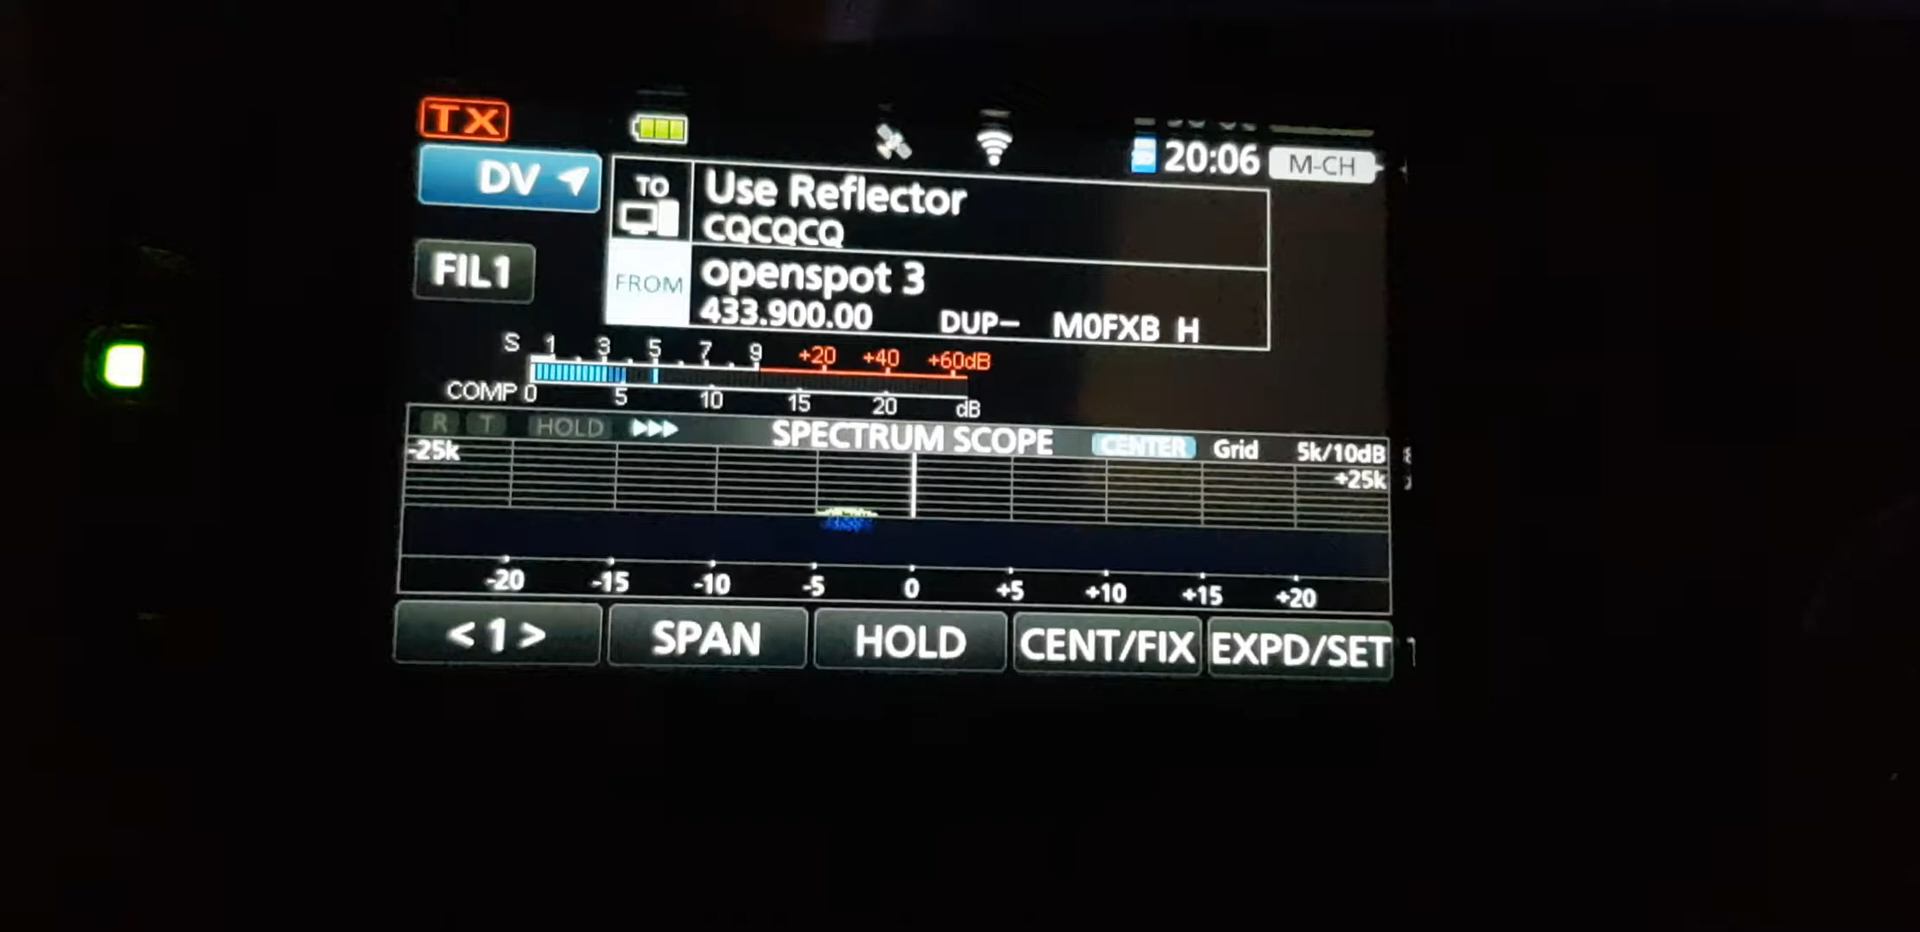 TX
20:06 M-CH
DV
TO Use Reflector
CQCQCQ
FIL1
FROM openspot 3
433.900.00 DUP− M0FXB H
S 1 3 5 7 9 +20 +40 +60dB
COMP 0 5 10 15 20 dB
R T HOLD SPECTRUM SCOPE CENTER Grid 5k/10dB
-25k +25k
-20 -15 -10 -5 0 +5 +10 +15 +20
< 1 > SPAN HOLD CENT/FIX EXPD/SET